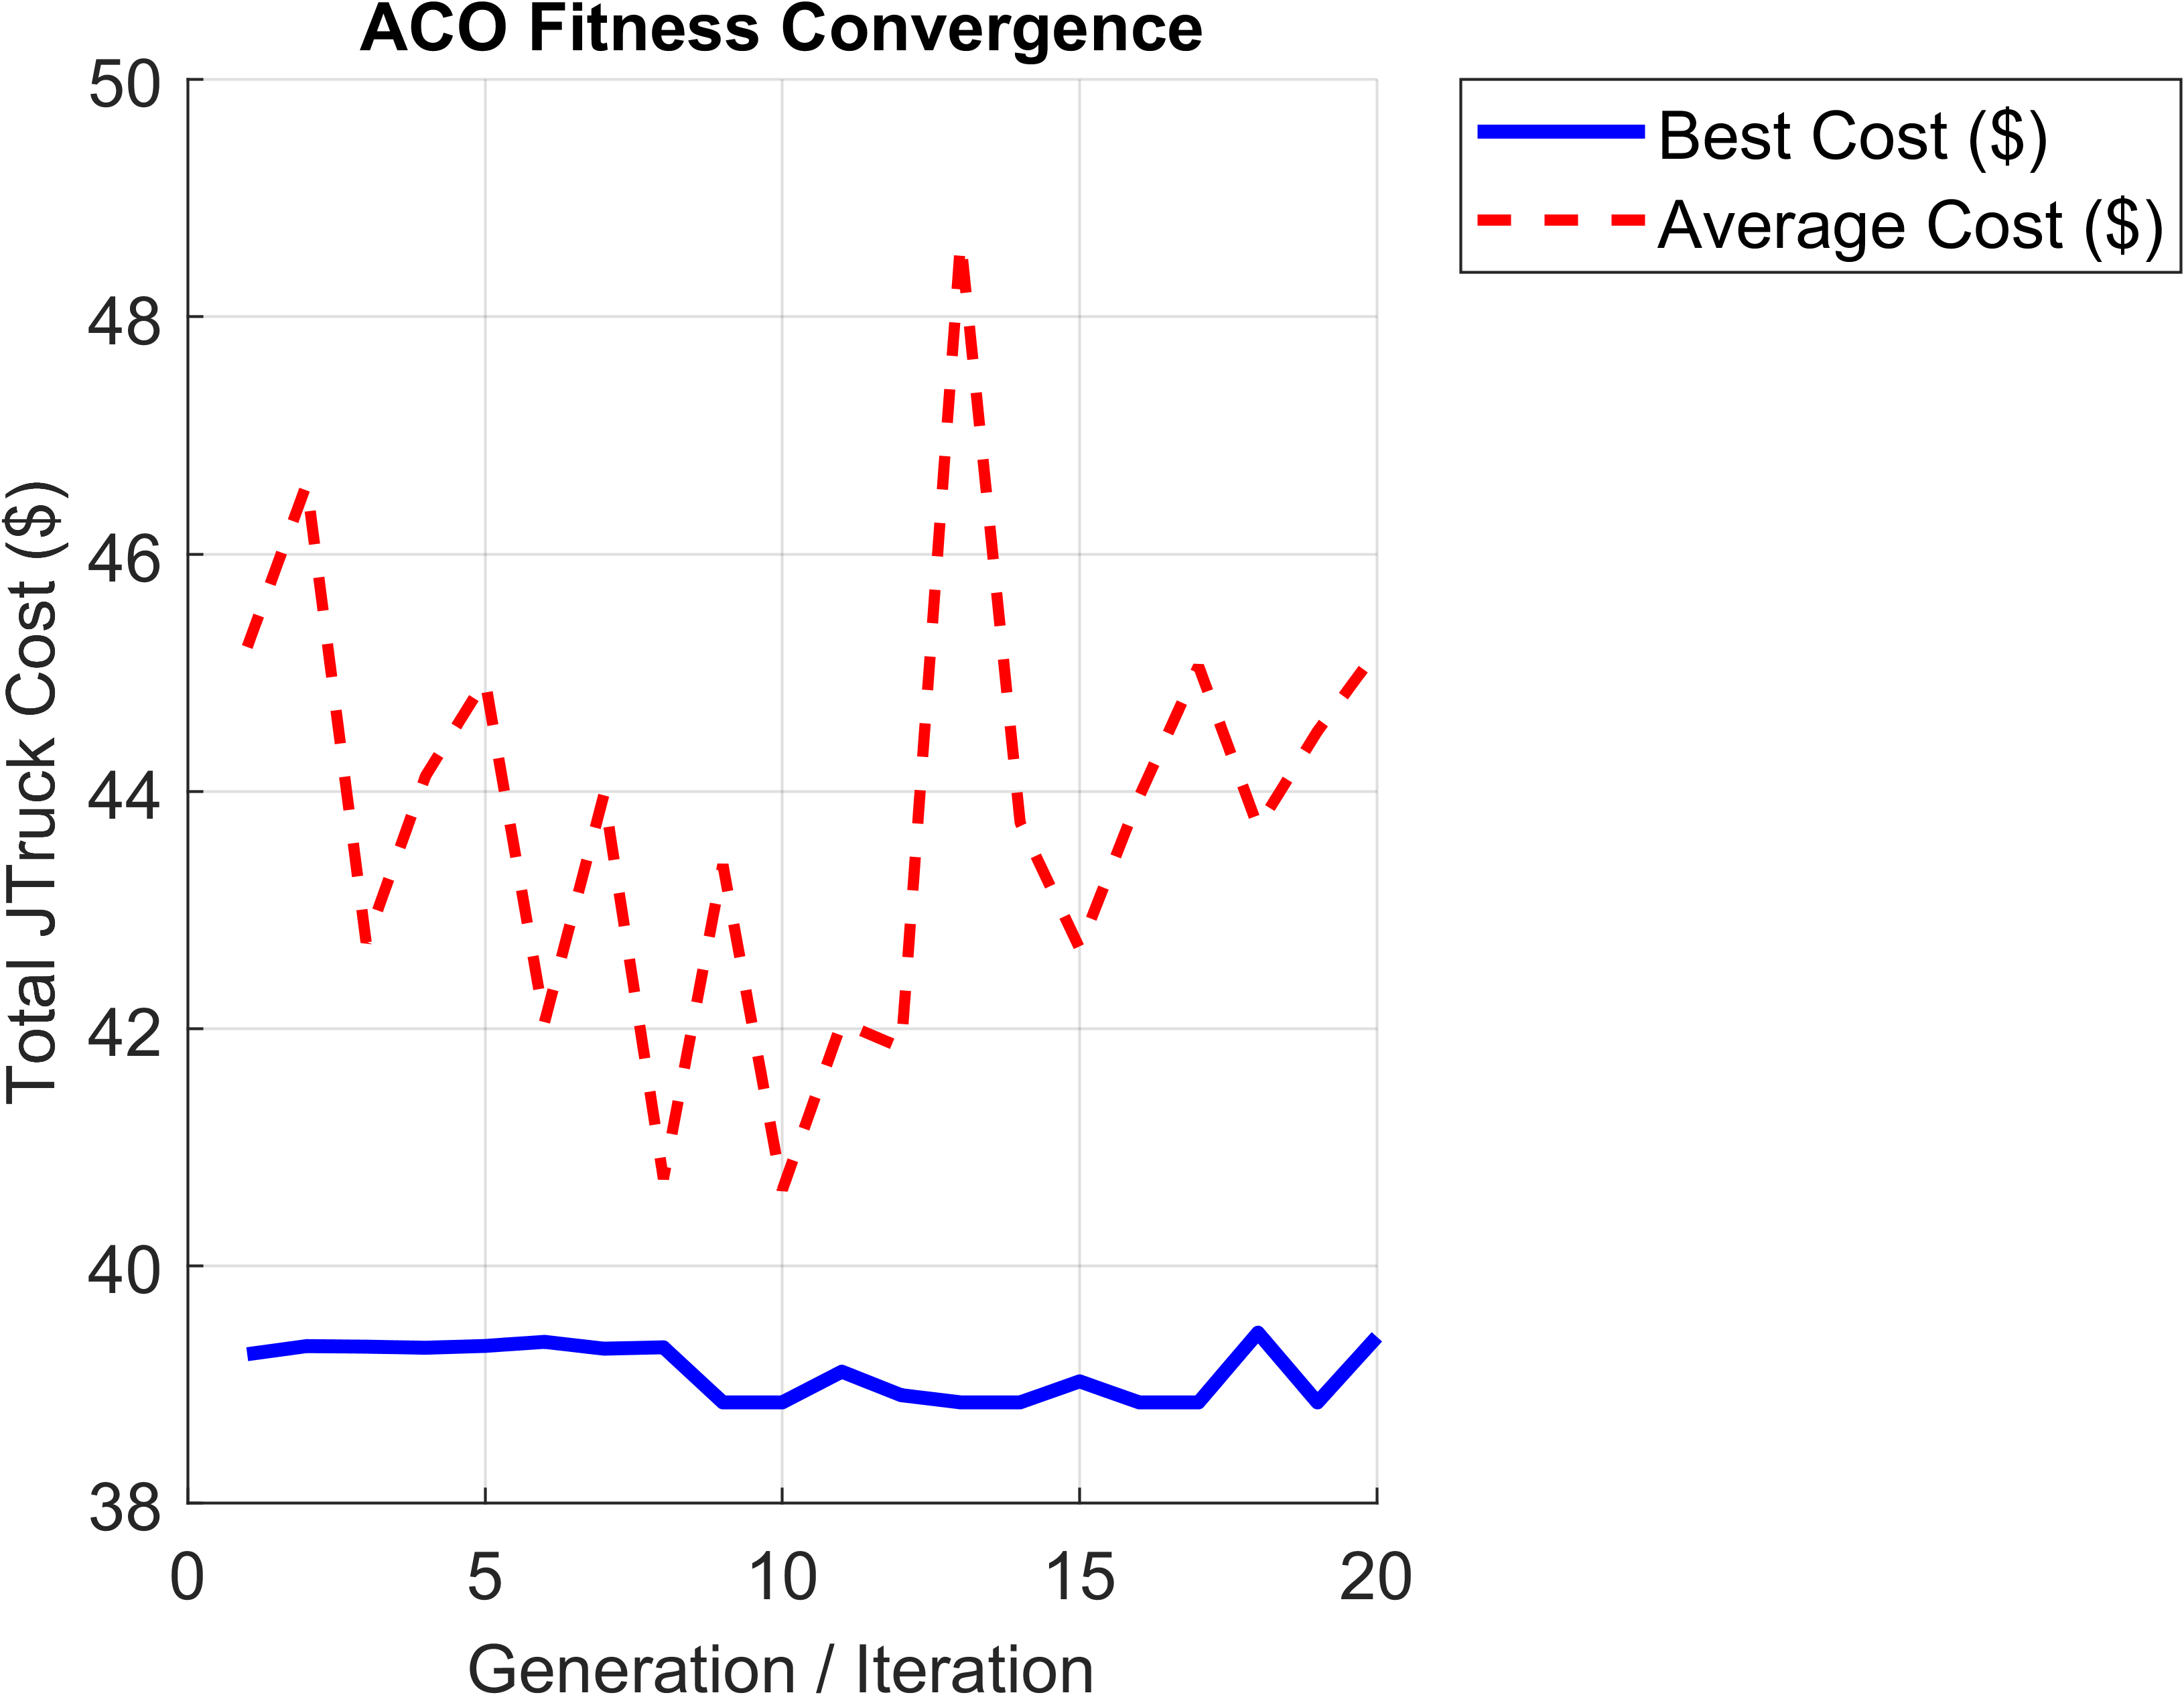 ACO Fitness Convergence
50
48
46
44
42
40
38
Total JTruck Cost ($)
0 5 10 15 20
Generation / Iteration
Best Cost ($)
Average Cost ($)